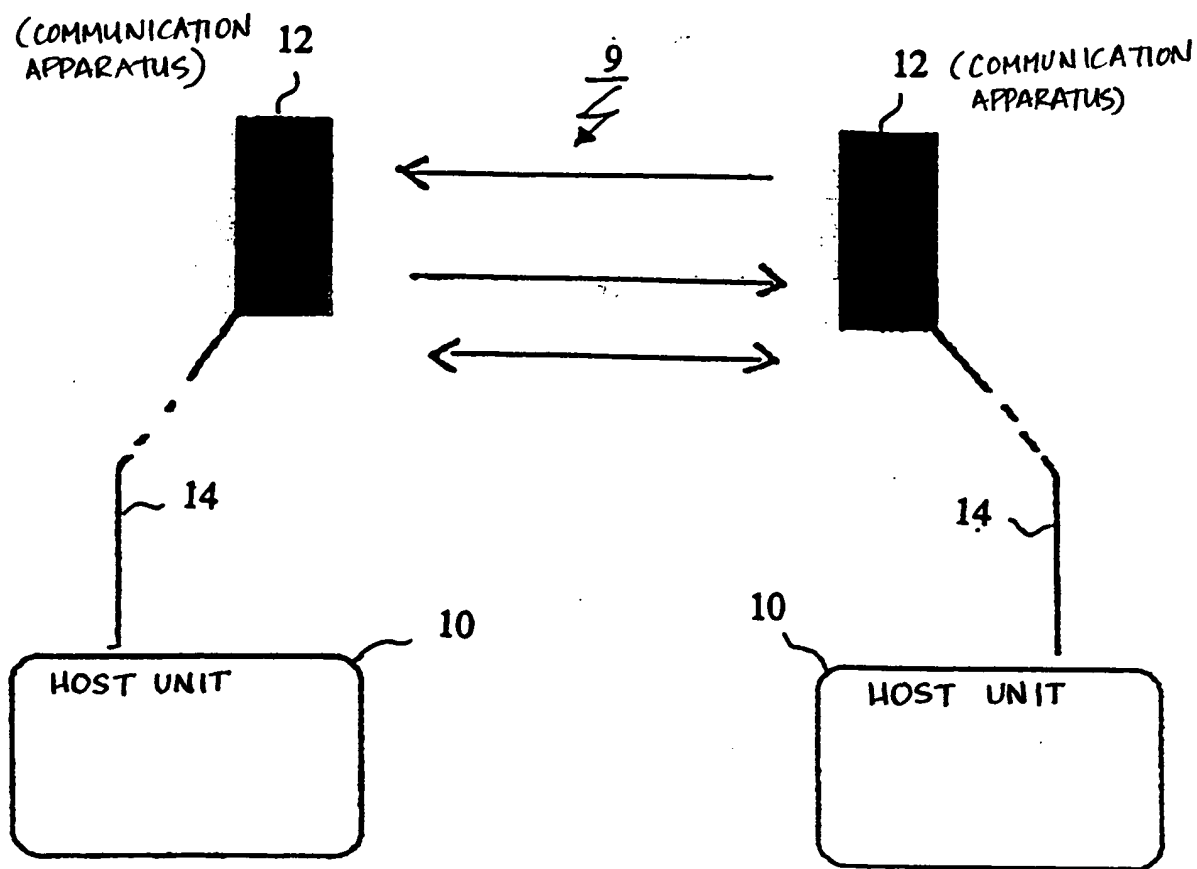 (COMMUNICATION
APPARATUS)
12
9
12 (COMMUNICATION
APPARATUS)
14
14
10
10
HOST UNIT
HOST UNIT